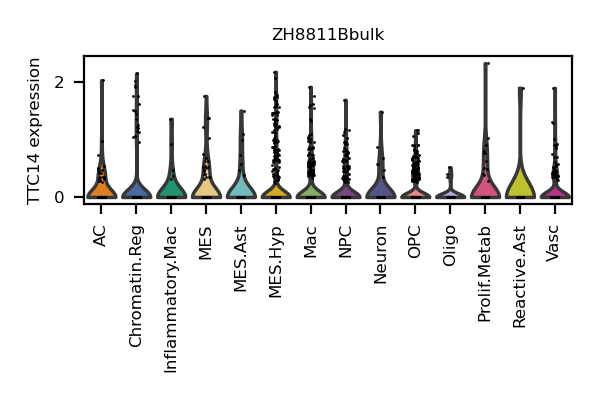 ZH8811Bbulk
TTC14 expression
2
0
AC
Chromatin.Reg
Inflammatory.Mac
MES
MES.Ast
MES.Hyp
Mac
NPC
Neuron
OPC
Oligo
Prolif.Metab
Reactive.Ast
Vasc